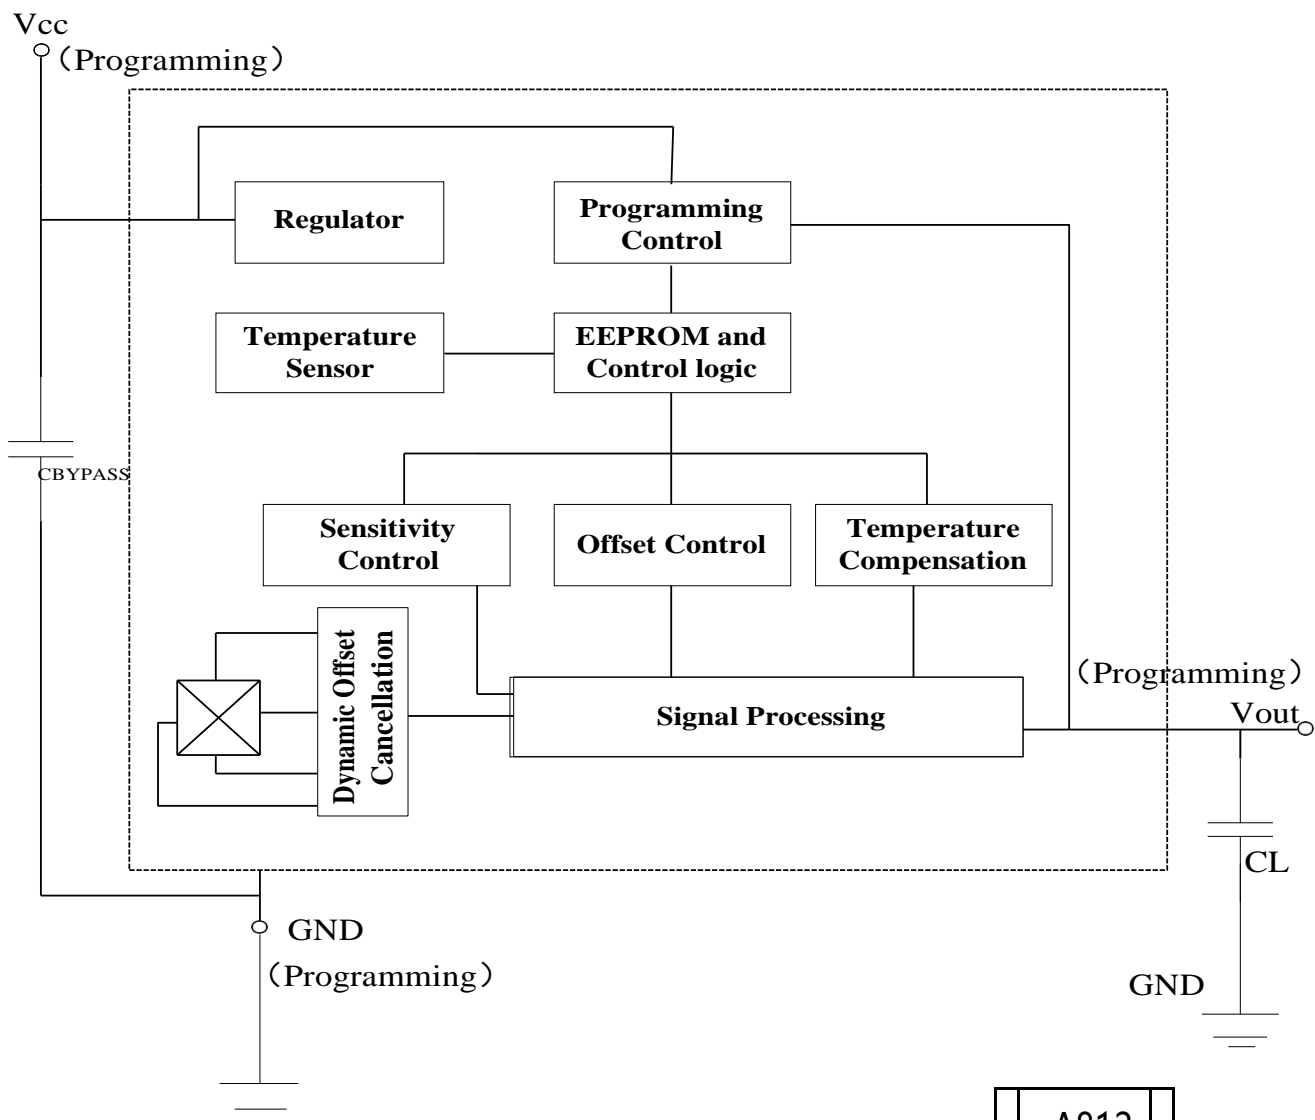 Vcc
（Programming）
Regulator
Programming
Control
Temperature
Sensor
EEPROM and
Control logic
CBYPASS
Sensitivity
Control
Offset Control
Temperature
Compensation
Dynamic Offset
Cancellation
Signal Processing
（Programming）
Vout
CL
GND
（Programming）
GND